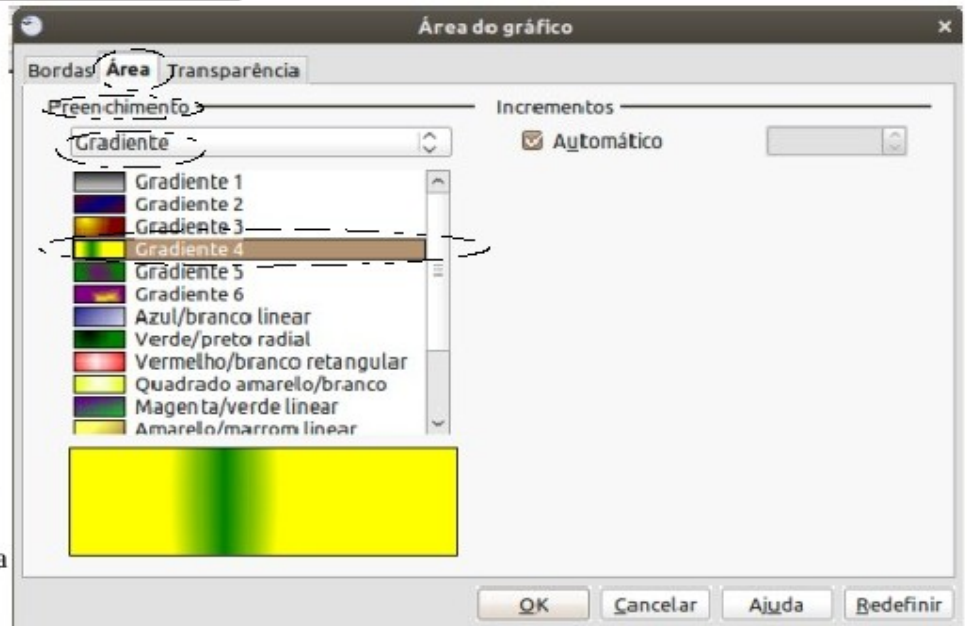 Área do gráfico
Bordas Área Transparência
Preenchimento
Gradiente
Gradiente 1
Gradiente 2
Gradiente 3
Gradiente 4
Gradiente 5
Gradiente 6
Azul/branco linear
Verde/preto radial
Vermelho/branco retangular
Quadrado amarelo/branco
Magenta/verde linear
Amarelo/marrom linear
Incrementos
Automático
a
OK Cancelar Ajuda Redefinir